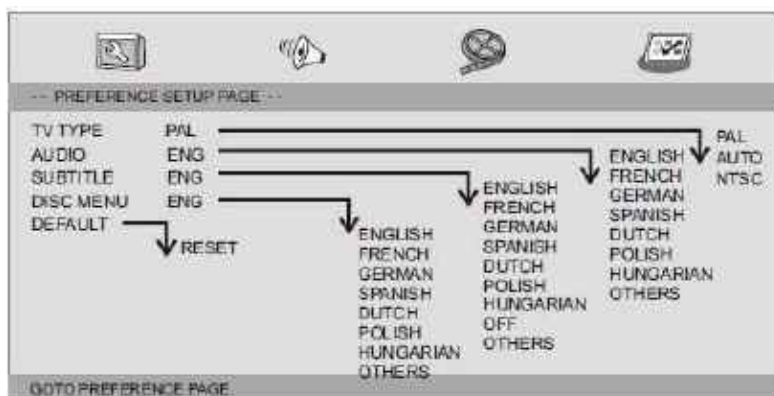 -- PREFERENCE SETUP PAGE --
TV TYPE PAL
AUDIO ENG
SUBTITLE ENG
DISC MENU ENG
DEFAULT
RESET
ENGLISH
FRENCH
GERMAN
SPANISH
DUTCH
POLISH
HUNGARIAN
OTHERS
ENGLISH
FRENCH
GERMAN
SPANISH
DUTCH
POLISH
HUNGARIAN
OFF
OTHERS
ENGLISH
FRENCH
GERMAN
SPANISH
DUTCH
POLISH
HUNGARIAN
OTHERS
PAL
AUTO
NTSC
GOTO PREFERENCE PAGE